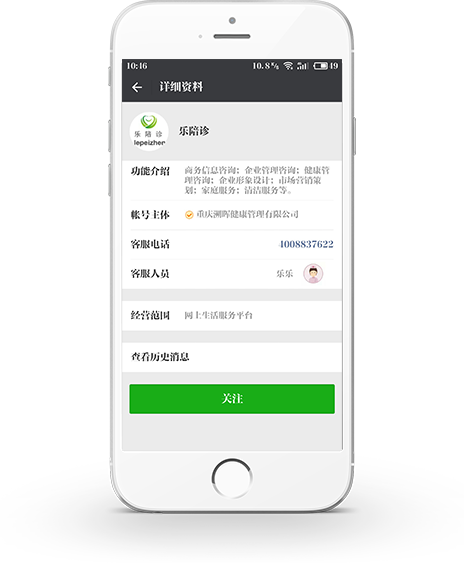 10:46 10.8% 49
详细资料
乐陪诊
lepeizhen
乐陪诊
功能介绍 商务信息咨询；企业管理咨询；健康管
理咨询；企业形象设计；市场营销策
划；家庭服务；清洁服务等。
帐号主体 重庆溯晖健康管理有限公司
客服电话 4008837622
客服人员 乐乐
经营范围 网上生活服务平台
查看历史消息
关注